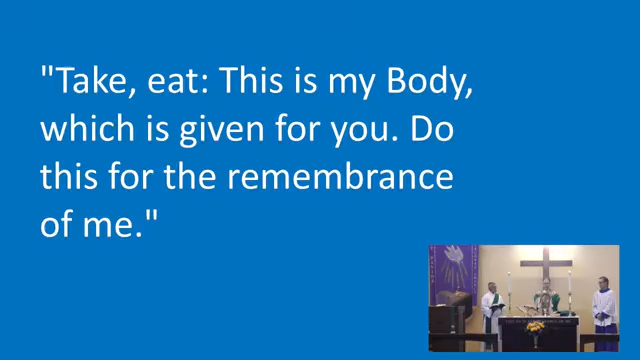 "Take, eat: This is my Body,
which is given for you. Do
this for the remembrance
of me."